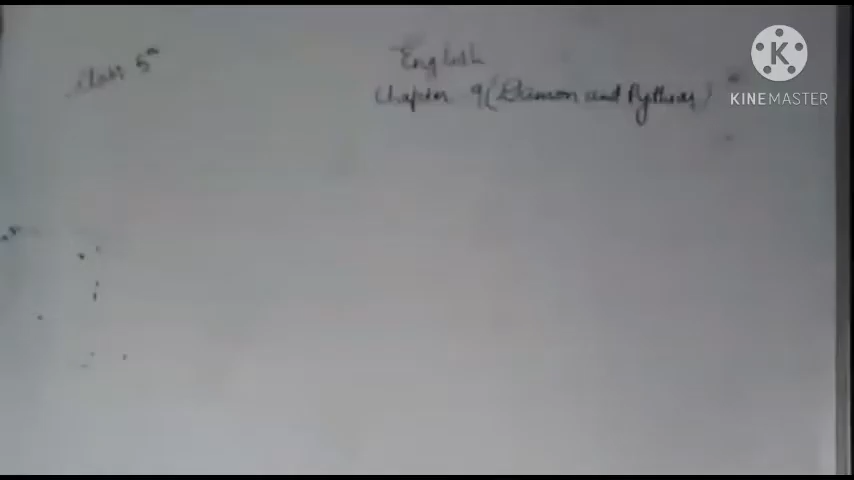 Class 5th
English
Chapter 9 (Damon and Pythias)
KINEMASTER